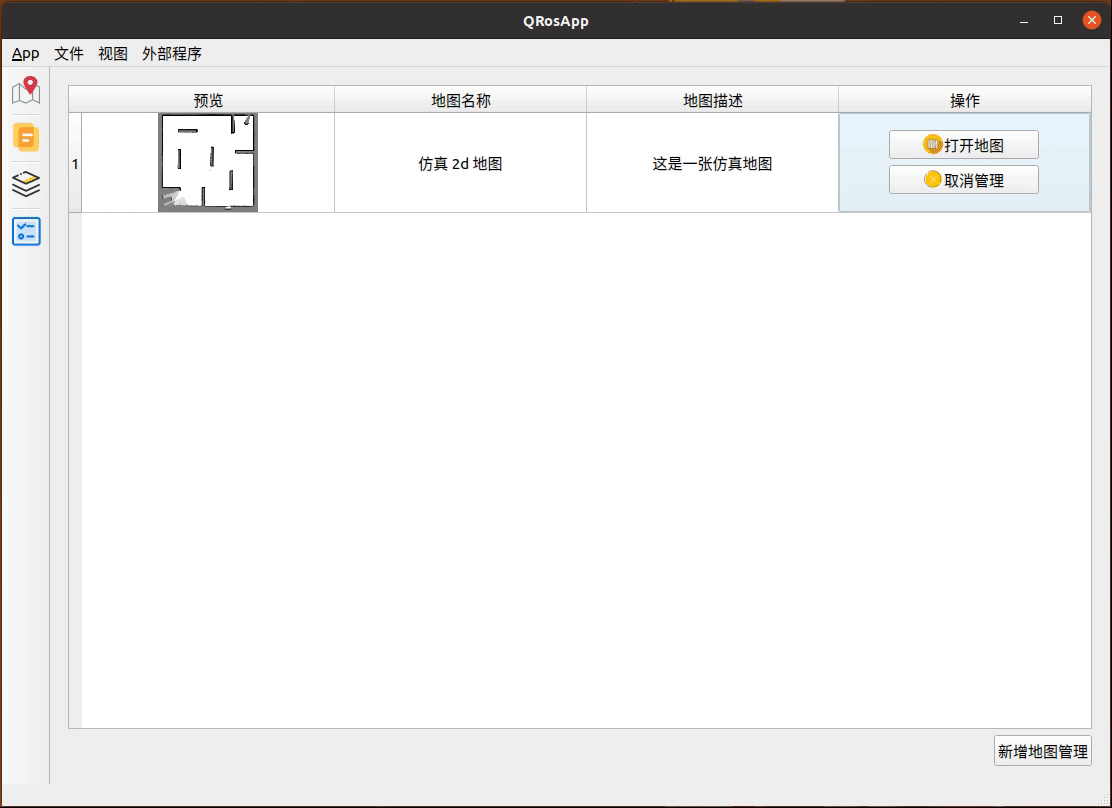 QRosApp
App 文件 视图 外部程序
预览 地图名称 地图描述 操作
1 仿真 2d 地图 这是一张仿真地图
打开地图
取消管理
新增地图管理